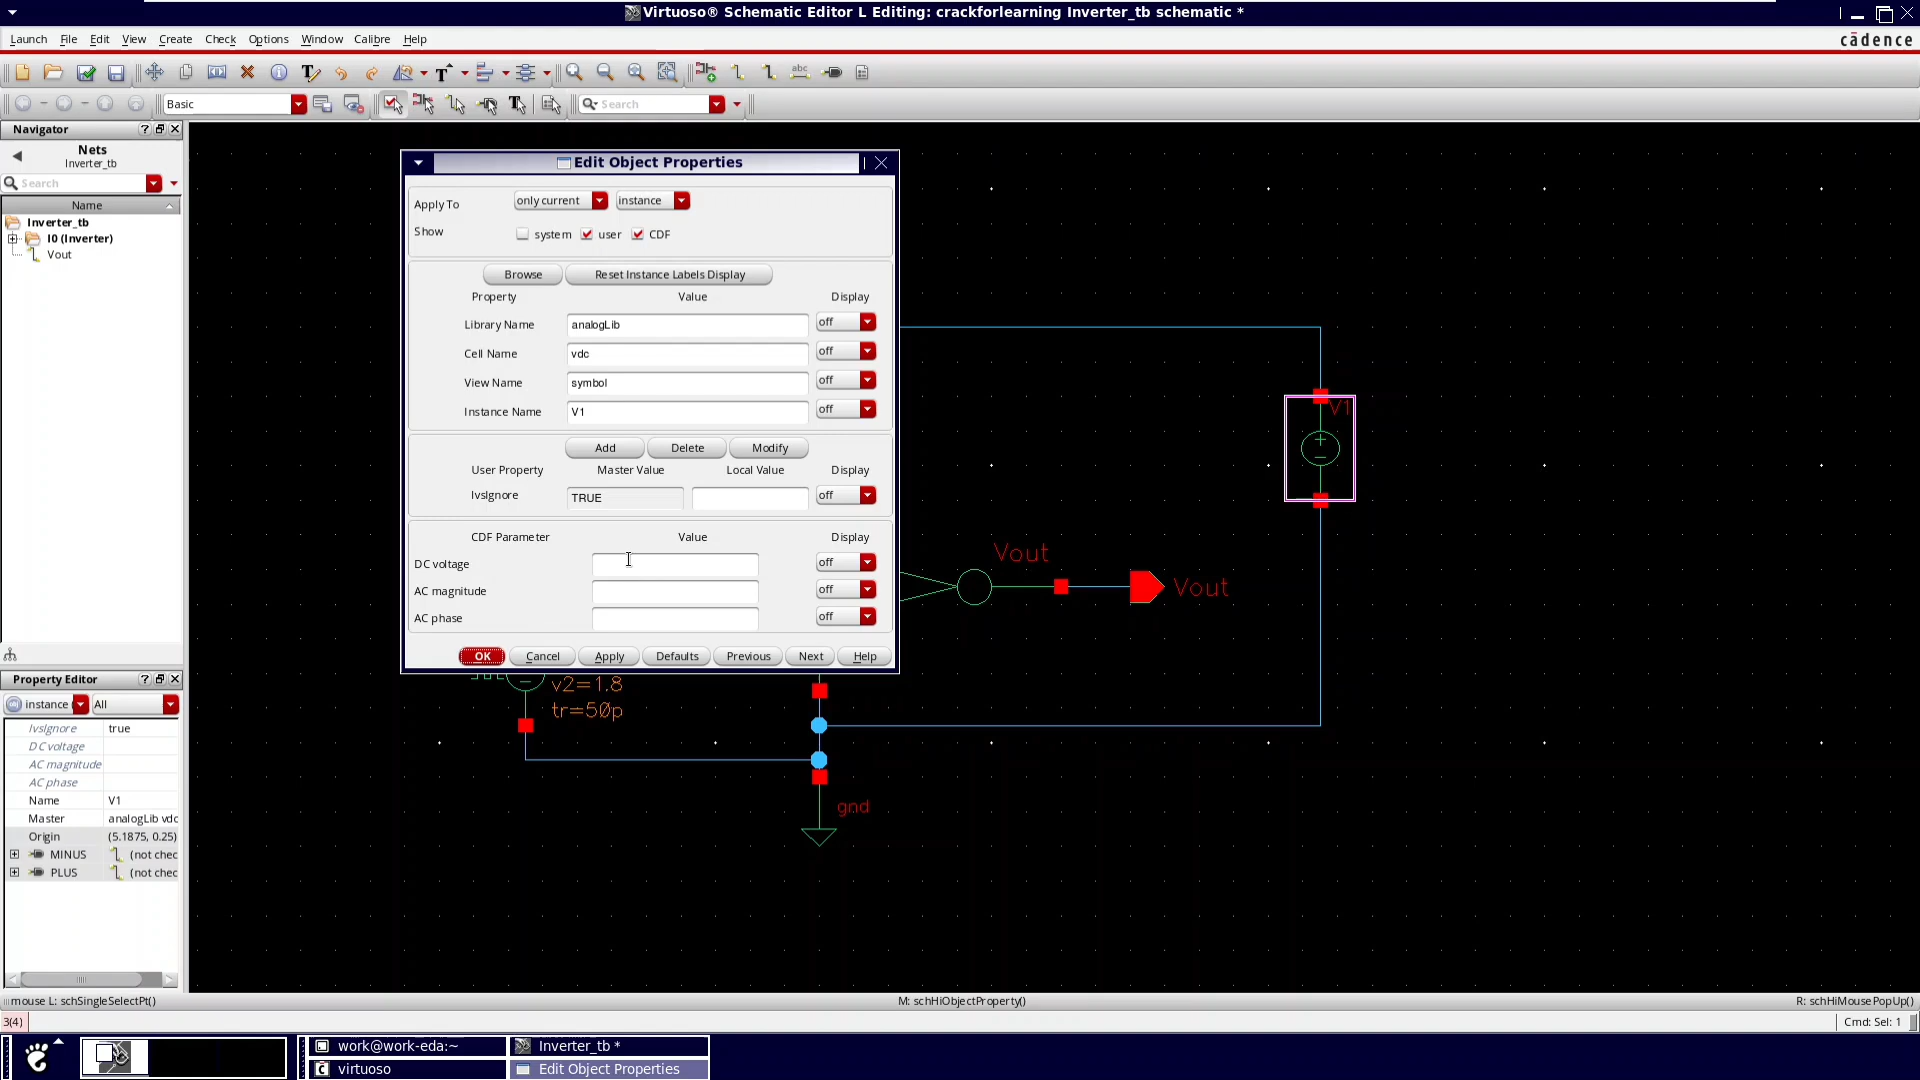 Virtuoso® Schematic Editor L Editing: crackforlearning Inverter_tb schematic *
Launch File Edit View Create Check Options Window Calibre Help
cādence
Basic
Search
Navigator
Nets
Inverter_tb
Search
Name
Inverter_tb
I0 (Inverter)
Vout
Edit Object Properties
Apply To only current instance
Show system user CDF
Browse Reset Instance Labels Display
Property Value Display
Library Name analogLib off
Cell Name vdc off
View Name symbol off
Instance Name V1 off
Add Delete Modify
User Property Master Value Local Value Display
lvsIgnore TRUE off
CDF Parameter Value Display
DC voltage off
AC magnitude off
AC phase off
OK Cancel Apply Defaults Previous Next Help
V1
Vout
Vout
v2=1.8
tr=50p
gnd
Property Editor
instance All
lvsIgnore true
DC voltage
AC magnitude
AC phase
Name V1
Master analogLib vdc
Origin (5.1875, 0.25)
MINUS (not chec
PLUS (not chec
mouse L: schSingleSelectPt() M: schHiObjectProperty() R: schHiMousePopUp()
3(4) Cmd: Sel: 1
work@work-eda:~ Inverter_tb *
virtuoso Edit Object Properties